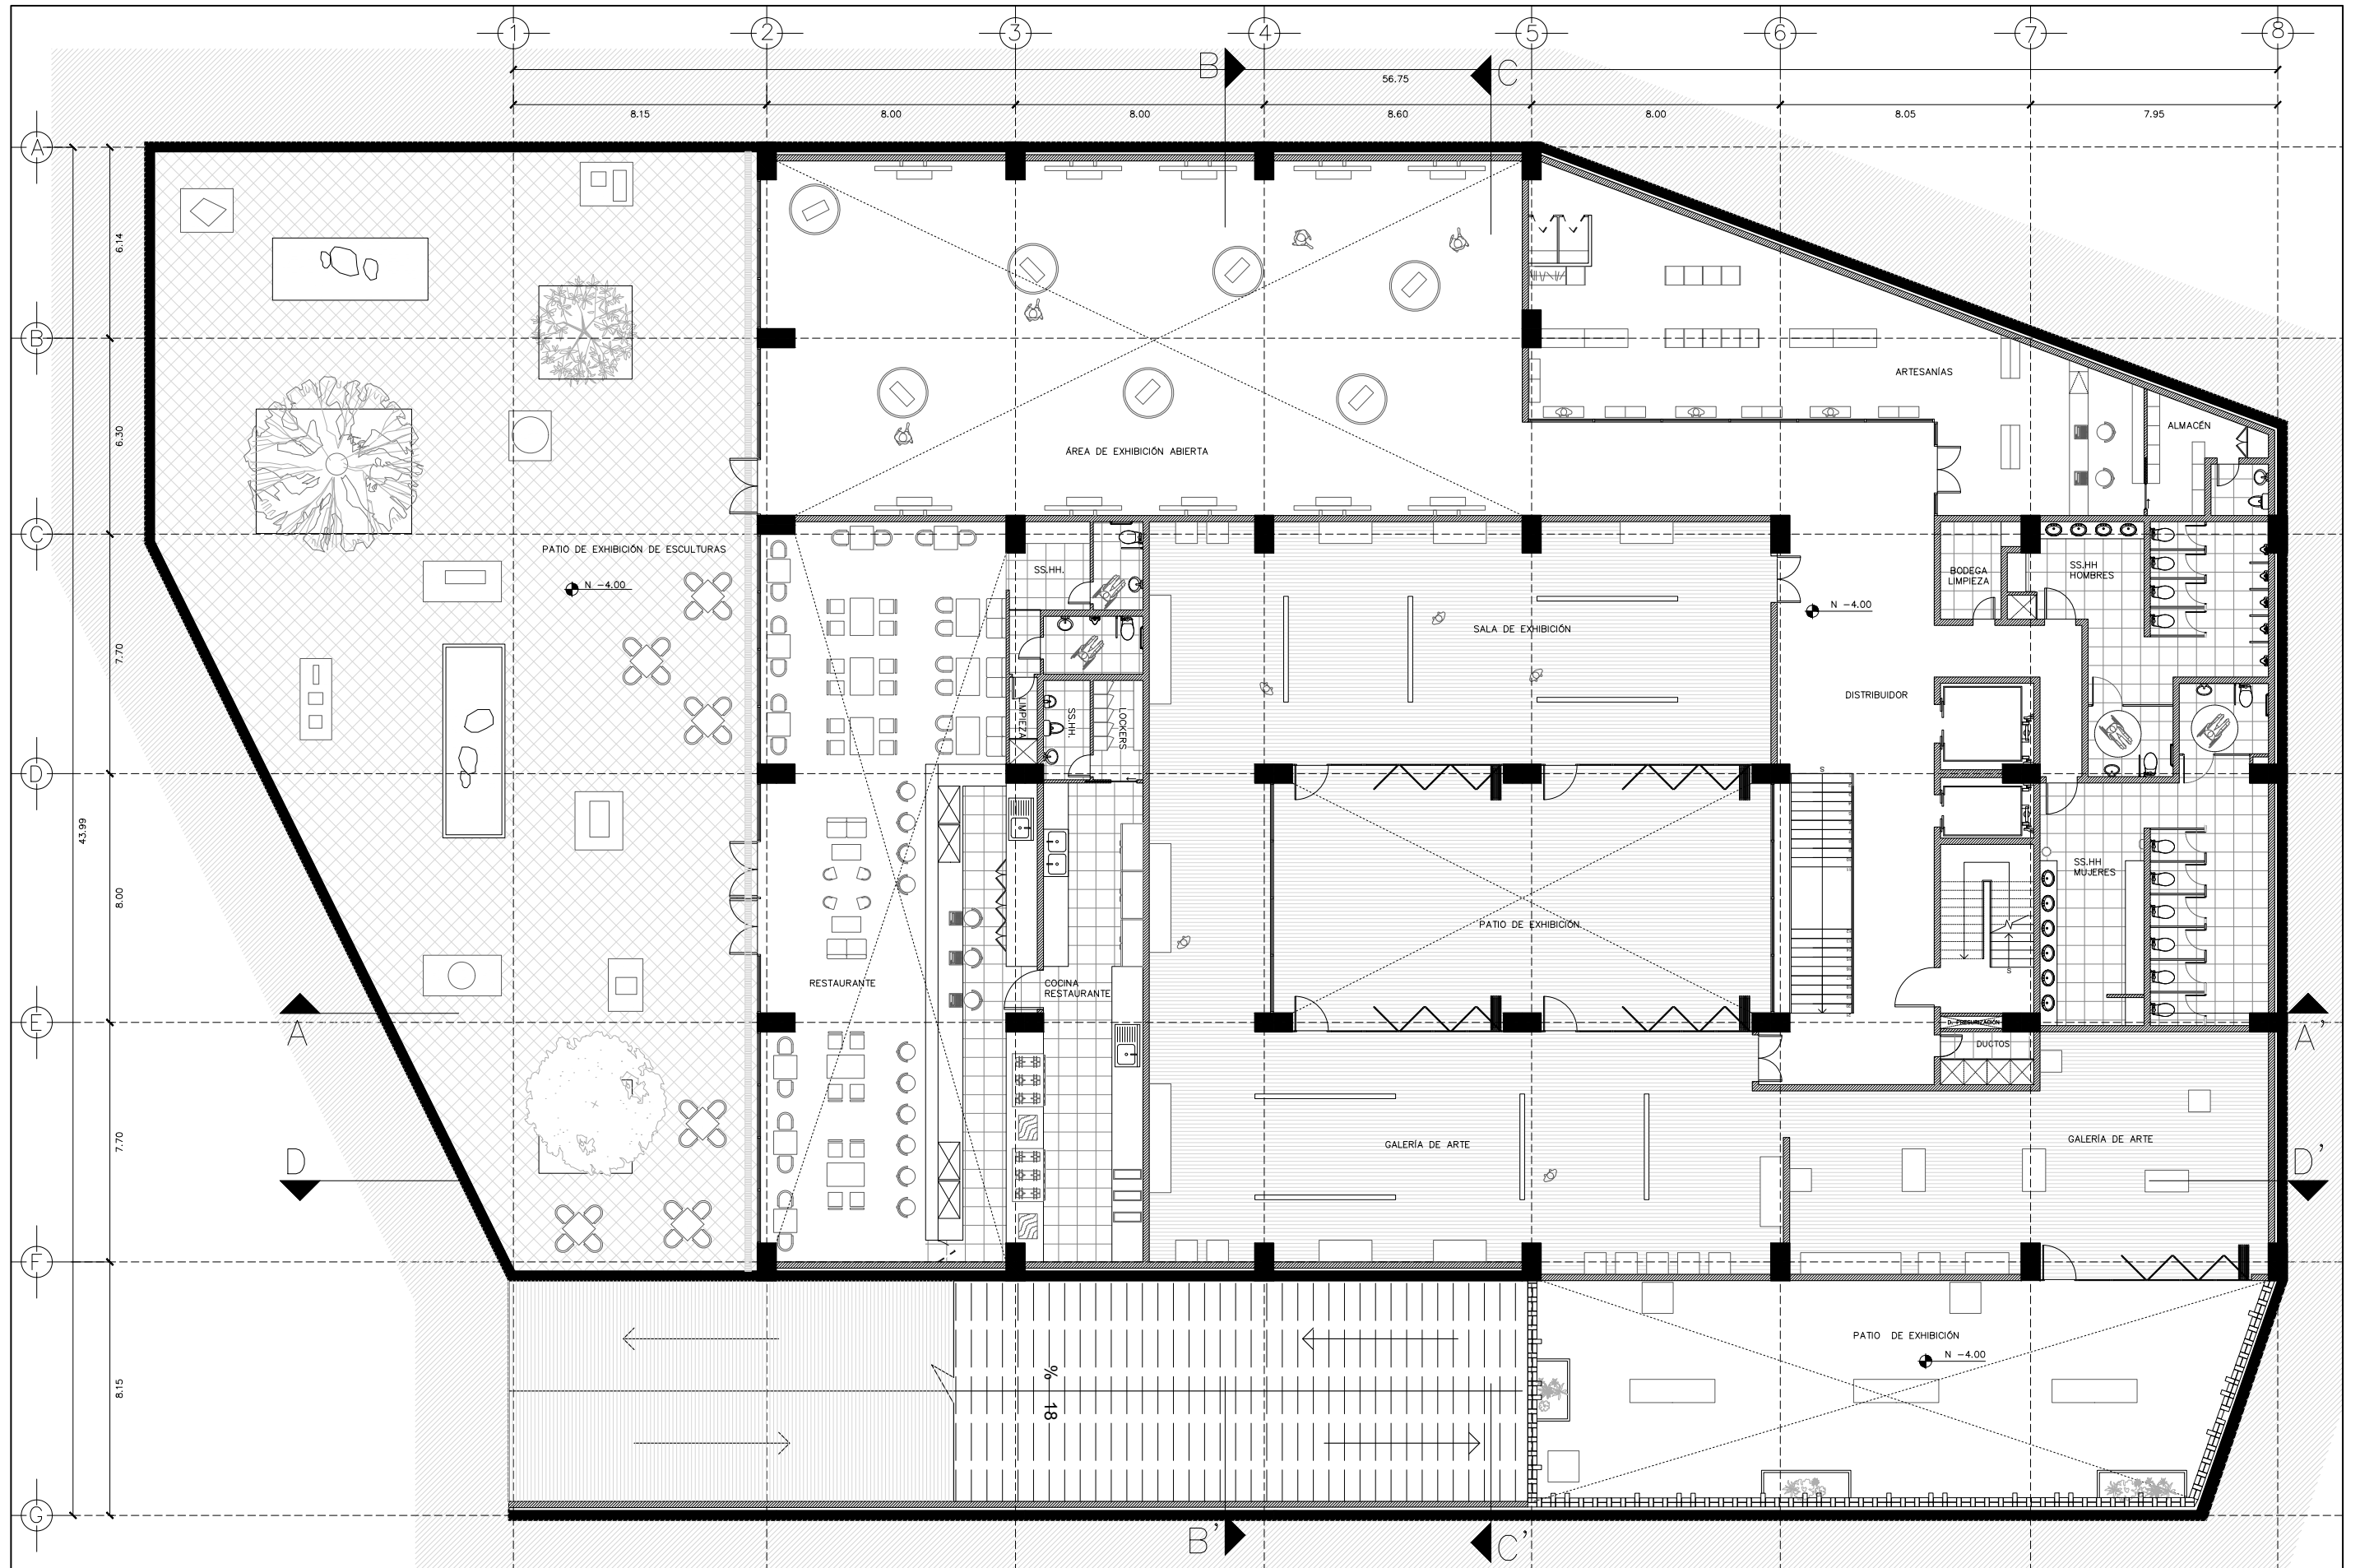 1 2 3 4 5 6 7 8
B C
56.75
8.15 8.00 8.00 8.60 8.00 8.05 7.95
A
6.14
B
ARTESANÍAS
ALMACÉN
6.30
ÁREA DE EXHIBICIÓN ABIERTA
C
PATIO DE EXHIBICIÓN DE ESCULTURAS
N -4.00
SS.HH.
BODEGA
LIMPIEZA
SS.HH
HOMBRES
N -4.00
SALA DE EXHIBICIÓN
7.70
DISTRIBUIDOR
LIMPIEZA
SS.HH.
LOCKERS
D
S
43.99
8.00
SS.HH
MUJERES
PATIO DE EXHIBICIÓN
S
RESTAURANTE
COCINA
RESTAURANTE
E
A
A'
D. PRESURIZACIÓN
DUCTOS
7.70
GALERÍA DE ARTE
GALERÍA DE ARTE
D
D'
F
PATIO DE EXHIBICIÓN
N -4.00
8.15
% 18
G
B' C'